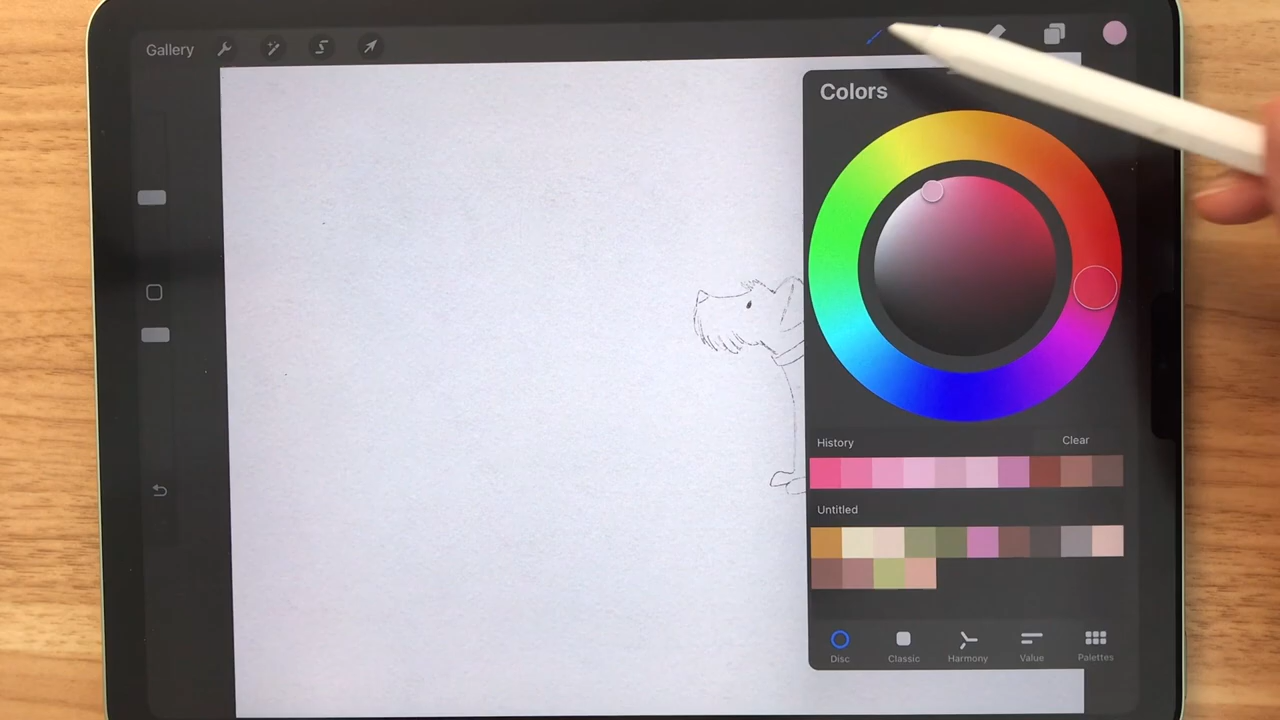 Gallery
Colors
History
Clear
Untitled
Disc
Classic
Harmony
Value
Palettes